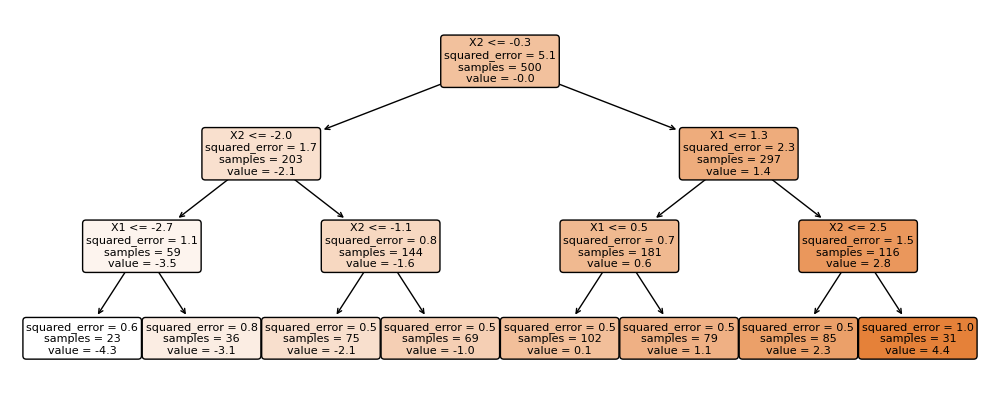 X2 <= -0.3
squared_error = 5.1
samples = 500
value = -0.0
X2 <= -2.0
squared_error = 1.7
samples = 203
value = -2.1
X1 <= 1.3
squared_error = 2.3
samples = 297
value = 1.4
X1 <= -2.7
squared_error = 1.1
samples = 59
value = -3.5
X2 <= -1.1
squared_error = 0.8
samples = 144
value = -1.6
X1 <= 0.5
squared_error = 0.7
samples = 181
value = 0.6
X2 <= 2.5
squared_error = 1.5
samples = 116
value = 2.8
squared_error = 0.6
samples = 23
value = -4.3
squared_error = 0.8
samples = 36
value = -3.1
squared_error = 0.5
samples = 75
value = -2.1
squared_error = 0.5
samples = 69
value = -1.0
squared_error = 0.5
samples = 102
value = 0.1
squared_error = 0.5
samples = 79
value = 1.1
squared_error = 0.5
samples = 85
value = 2.3
squared_error = 1.0
samples = 31
value = 4.4